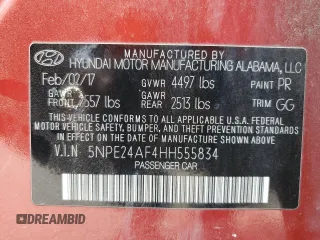 MANUFACTURED BY
HYUNDAI MOTOR MANUFACTURING ALABAMA, LLC
Feb/02/17 GVWR 4497 lbs PAINT PR
GAWR FRONT 2557 lbs GAWR REAR 2513 lbs TRIM GG
THIS VEHICLE CONFORMS TO ALL APPLICABLE U.S.A. FEDERAL
MOTOR VEHICLE SAFETY, BUMPER, AND THEFT PREVENTION
STANDARDS IN EFFECT ON THE DATE OF MANUFACTURE SHOWN ABOVE.
V.I.N 5NPE24AF4HH555834
PASSENGER CAR
DREAMBID